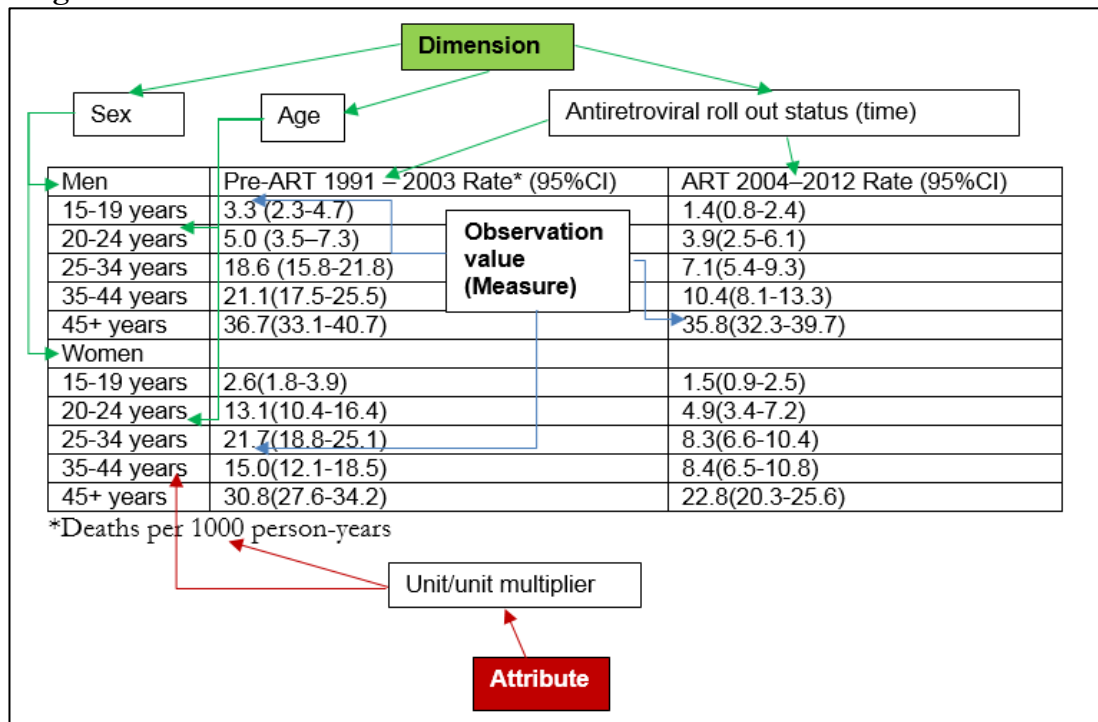 Dimension
Sex
Age
Antiretroviral roll out status (time)
Men Pre-ART 1991 – 2003 Rate* (95%CI) ART 2004–2012 Rate (95%CI)
15-19 years 3.3 (2.3-4.7) 1.4(0.8-2.4)
20-24 years 5.0 (3.5–7.3) 3.9(2.5-6.1)
25-34 years 18.6 (15.8-21.8) 7.1(5.4-9.3)
35-44 years 21.1(17.5-25.5) 10.4(8.1-13.3)
45+ years 36.7(33.1-40.7) 35.8(32.3-39.7)
Observation
value
(Measure)
Women
15-19 years 2.6(1.8-3.9) 1.5(0.9-2.5)
20-24 years 13.1(10.4-16.4) 4.9(3.4-7.2)
25-34 years 21.7(18.8-25.1) 8.3(6.6-10.4)
35-44 years 15.0(12.1-18.5) 8.4(6.5-10.8)
45+ years 30.8(27.6-34.2) 22.8(20.3-25.6)
*Deaths per 1000 person-years
Unit/unit multiplier
Attribute